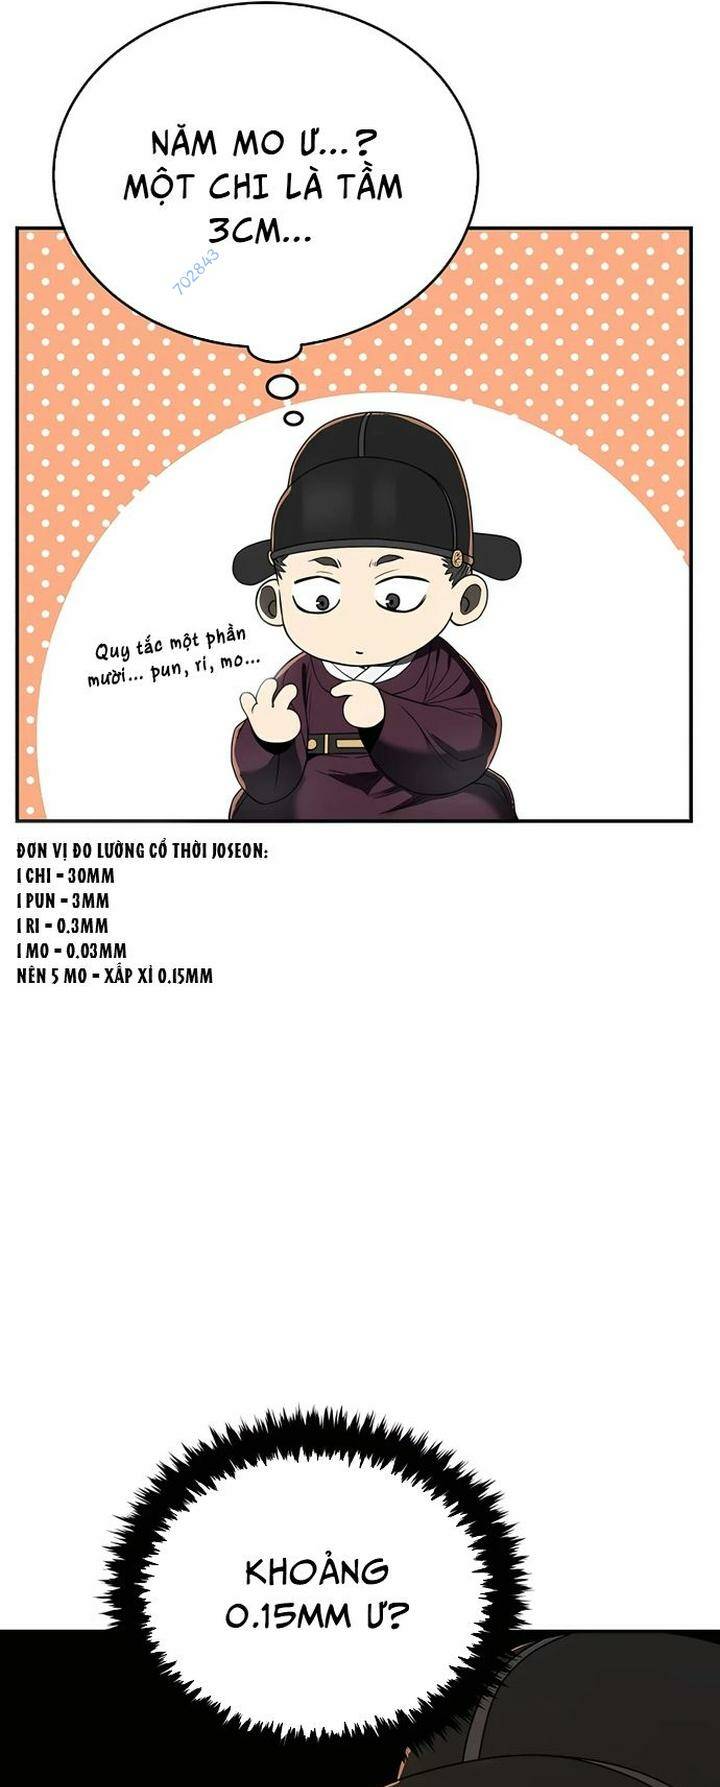 NĂM MO Ư...?
MỘT CHI LÀ TẦM
3CM...
702843
Quy tắc một phần
mười... pun, ri, mo...
ĐƠN VỊ ĐO LƯỜNG CỔ THỜI JOSEON:
1 CHI - 30MM
1 PUN - 3MM
1 RI - 0.3MM
1 MO - 0.03MM
NÊN 5 MO - XẤP XỈ 0.15MM
KHOẢNG
0.15MM Ư?